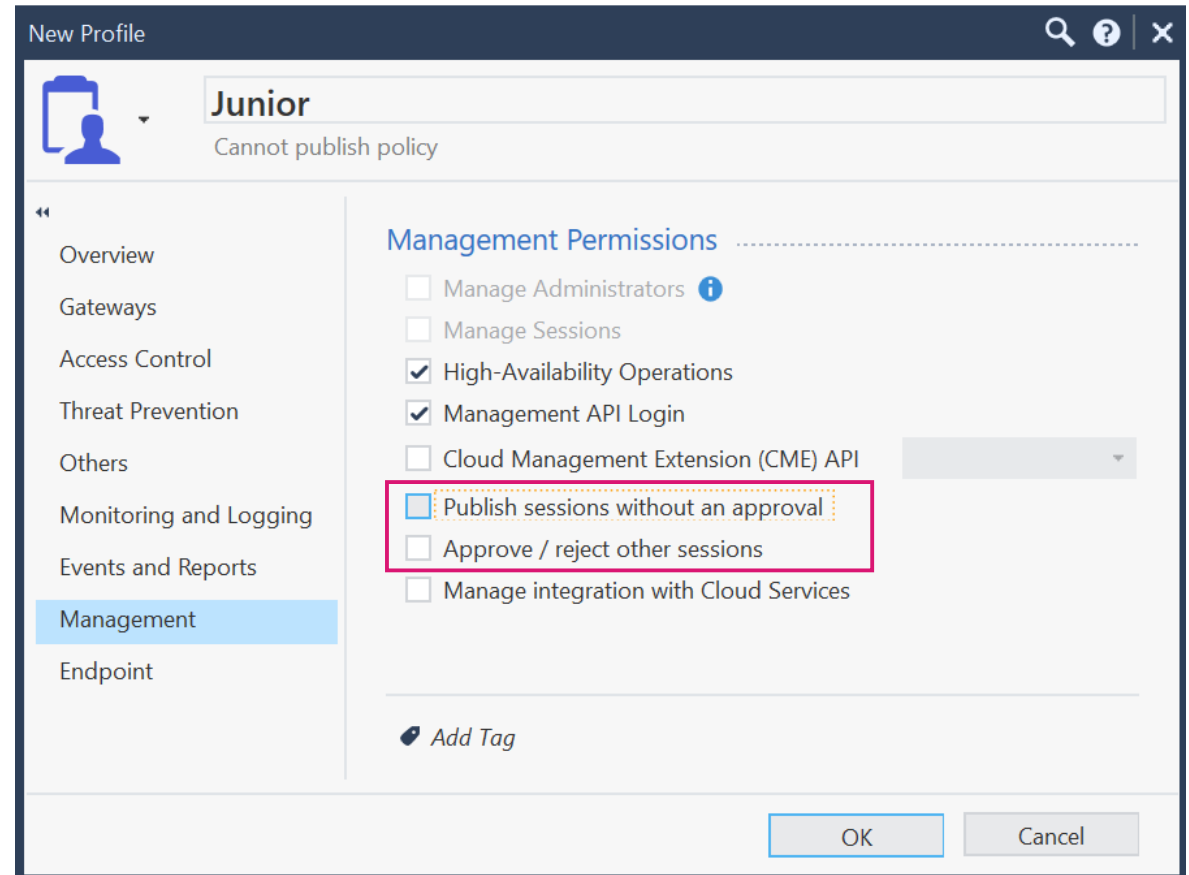 New Profile
Junior
Cannot publish policy
Overview
Gateways
Access Control
Threat Prevention
Others
Monitoring and Logging
Events and Reports
Management
Endpoint
Management Permissions
Manage Administrators
Manage Sessions
High-Availability Operations
Management API Login
Cloud Management Extension (CME) API
Publish sessions without an approval
Approve / reject other sessions
Manage integration with Cloud Services
Add Tag
OK
Cancel